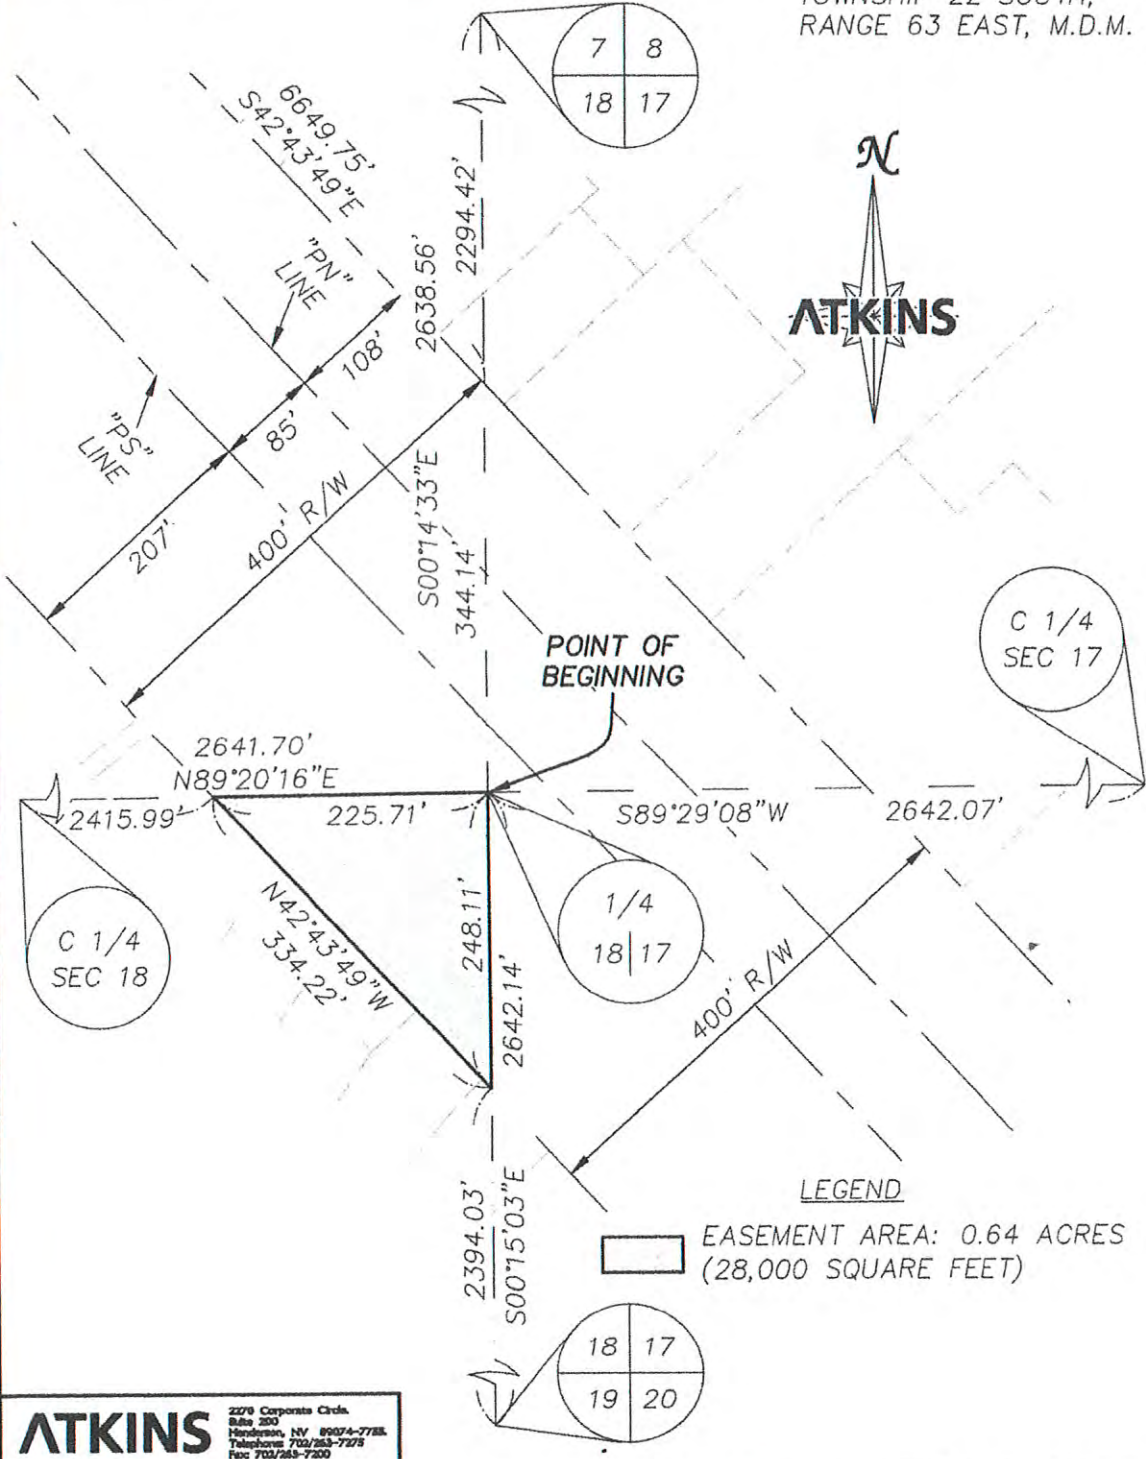 TOWNSHIP 22 SOUTH,
RANGE 63 EAST, M.D.M.
7 8
18 17
6649.75'
S42°43'49"E
"PN"
LINE
2638.56'
2294.42'
N
ATKINS
108'
85'
"PS"
LINE
207'
400' R/W
S00°14'33"E
344.14'
POINT OF
BEGINNING
C 1/4
SEC 17
2641.70'
N89°20'16"E
2415.99'
225.71'
S89°29'08"W
2642.07'
C 1/4
SEC 18
N42°43'49"W
334.22'
248.11'
2642.14'
1/4
18 17
400' R/W
2394.03'
S00°15'03"E
LEGEND
EASEMENT AREA: 0.64 ACRES
(28,000 SQUARE FEET)
18 17
19 20
ATKINS
2270 Corporate Circle.
Suite 200
Henderson, NV 89074-7755.
Telephone 702/263-7275
Fax: 702/263-7200